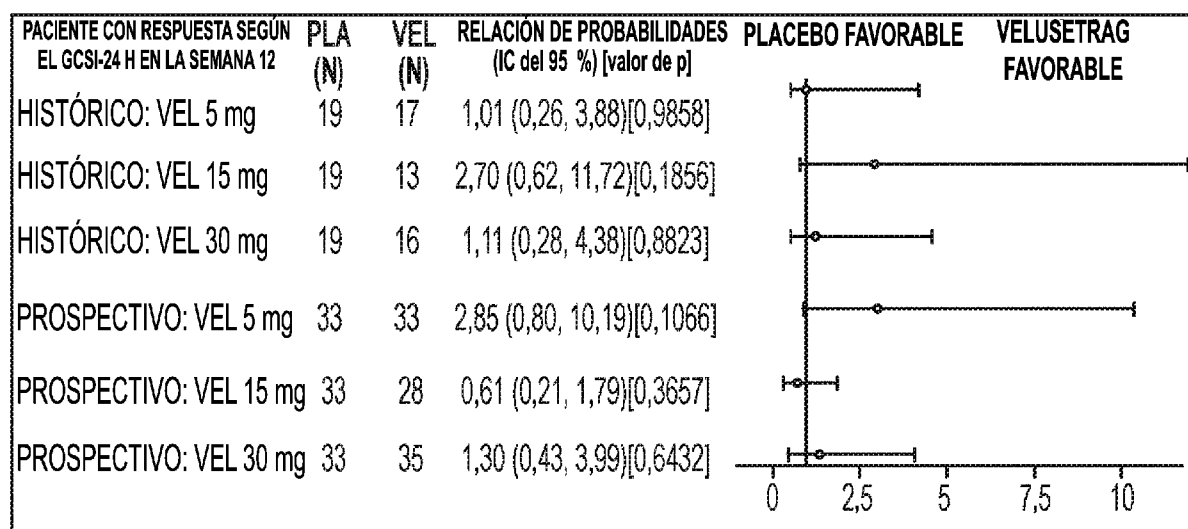 PACIENTE CON RESPUESTA SEGÚN EL GCSI-24 H EN LA SEMANA 12 PLA (N) VEL (N) RELACIÓN DE PROBABILIDADES (IC del 95 %) [valor de p] PLACEBO FAVORABLE VELUSETRAG FAVORABLE
HISTÓRICO: VEL 5 mg 19 17 1,01 (0,26, 3,88)[0,9858]
HISTÓRICO: VEL 15 mg 19 13 2,70 (0,62, 11,72)[0,1856]
HISTÓRICO: VEL 30 mg 19 16 1,11 (0,28, 4,38)[0,8823]
PROSPECTIVO: VEL 5 mg 33 33 2,85 (0,80, 10,19)[0,1066]
PROSPECTIVO: VEL 15 mg 33 28 0,61 (0,21, 1,79)[0,3657]
PROSPECTIVO: VEL 30 mg 33 35 1,30 (0,43, 3,99)[0,6432]
0 2,5 5 7,5 10